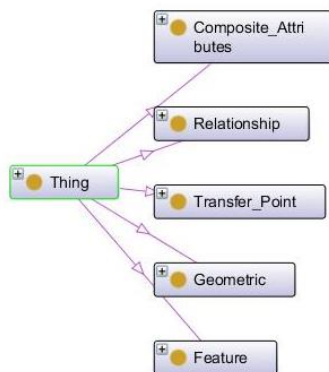 Composite_Attri
butes
Relationship
Thing
Transfer_Point
Geometric
Feature